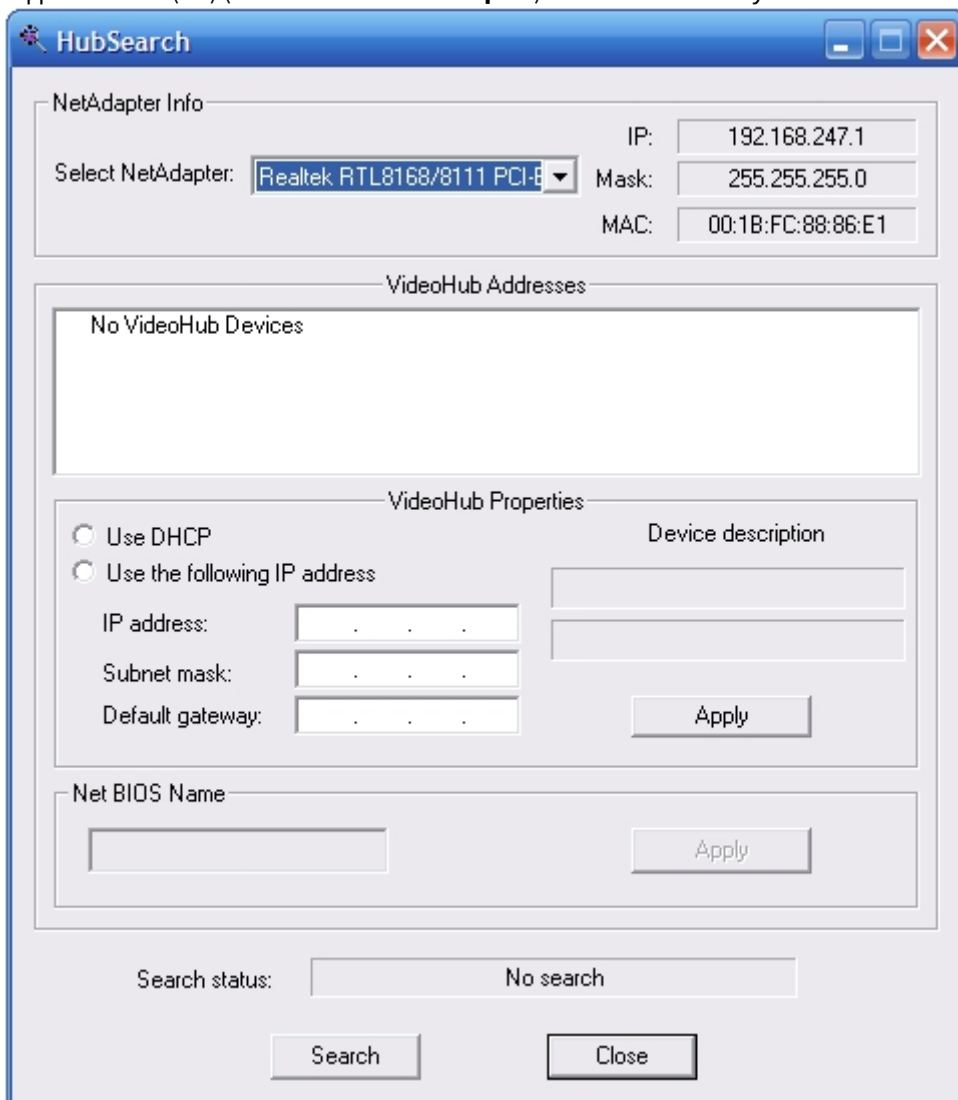 HubSearch
NetAdapter Info
IP: 192.168.247.1
Select NetAdapter: Realtek RTL8168/8111 PCI-E Mask: 255.255.255.0
MAC: 00:1B:FC:88:86:E1
VideoHub Addresses
No VideoHub Devices
VideoHub Properties
Use DHCP
Device description
Use the following IP address
IP address: . . .
Subnet mask: . . .
Default gateway: . . .
Apply
Net BIOS Name
Apply
Search status: No search
Search Close